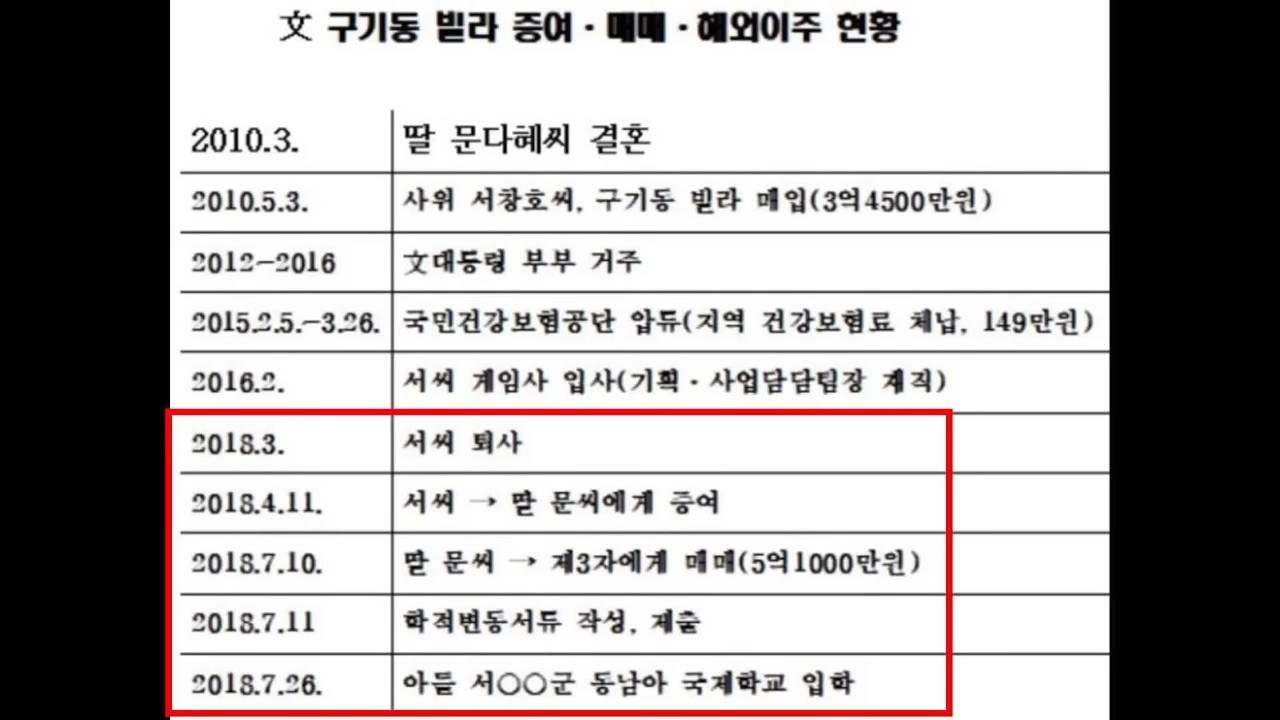 文 구기동 빌라 증여·매매·해외이주 현황
2010.3. 딸 문다혜씨 결혼
2010.5.3. 사위 서창호씨, 구기동 빌라 매입(3억4500만원)
2012-2016 文대통령 부부 거주
2015.2.5.-3.26. 국민건강보험공단 압류(지역 건강보험료 체납, 149만원)
2016.2. 서씨 게임사 입사(기획·사업담당팀장 재직)
2018.3. 서씨 퇴사
2018.4.11. 서씨 → 딸 문씨에게 증여
2018.7.10. 딸 문씨 → 제3자에게 매매(5억1000만원)
2018.7.11 학적변동서류 작성, 제출
2018.7.26. 아들 서○○군 동남아 국제학교 입학